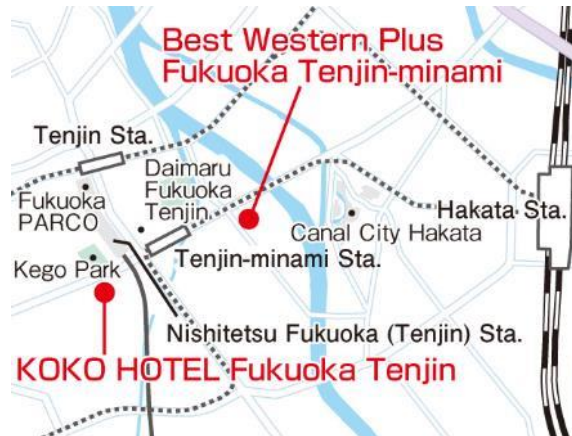 Best Western Plus
Fukuoka Tenjin-minami
Tenjin Sta.
Daimaru
Fukuoka
Tenjin
Fukuoka
PARCO
Hakata Sta.
Canal City Hakata
Kego Park
Tenjin-minami Sta.
Nishitetsu Fukuoka (Tenjin) Sta.
KOKO HOTEL Fukuoka Tenjin